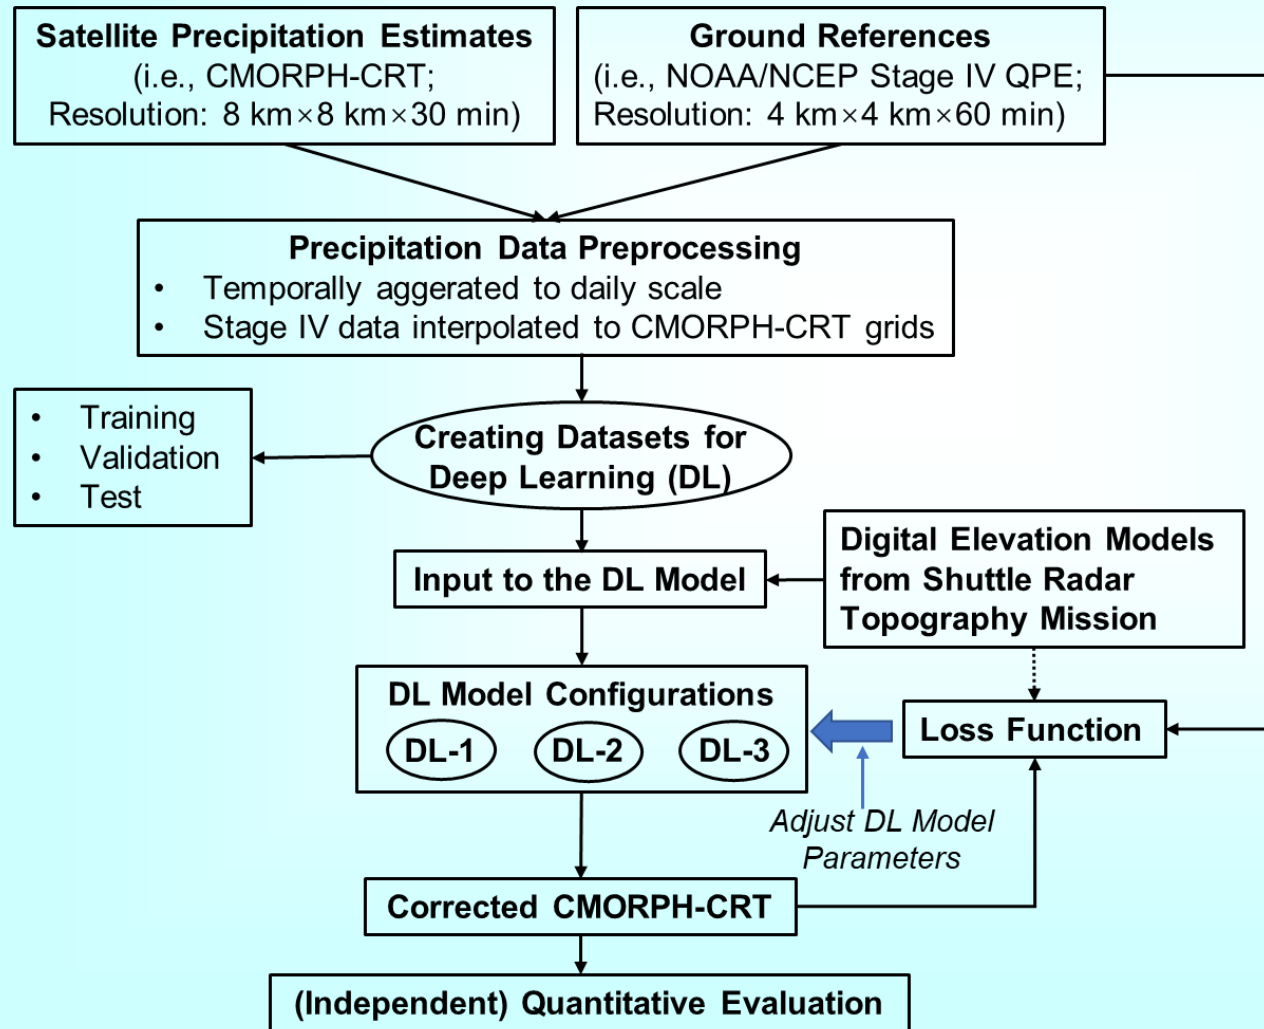 Satellite Precipitation Estimates
(i.e., CMORPH-CRT;
Resolution: 8 km×8 km×30 min)
Ground References
(i.e., NOAA/NCEP Stage IV QPE;
Resolution: 4 km×4 km×60 min)
Precipitation Data Preprocessing
• Temporally aggerated to daily scale
• Stage IV data interpolated to CMORPH-CRT grids
• Training
• Validation
• Test
Creating Datasets for
Deep Learning (DL)
Input to the DL Model
Digital Elevation Models
from Shuttle Radar
Topography Mission
DL Model Configurations
DL-1 DL-2 DL-3
Loss Function
Adjust DL Model
Parameters
Corrected CMORPH-CRT
(Independent) Quantitative Evaluation